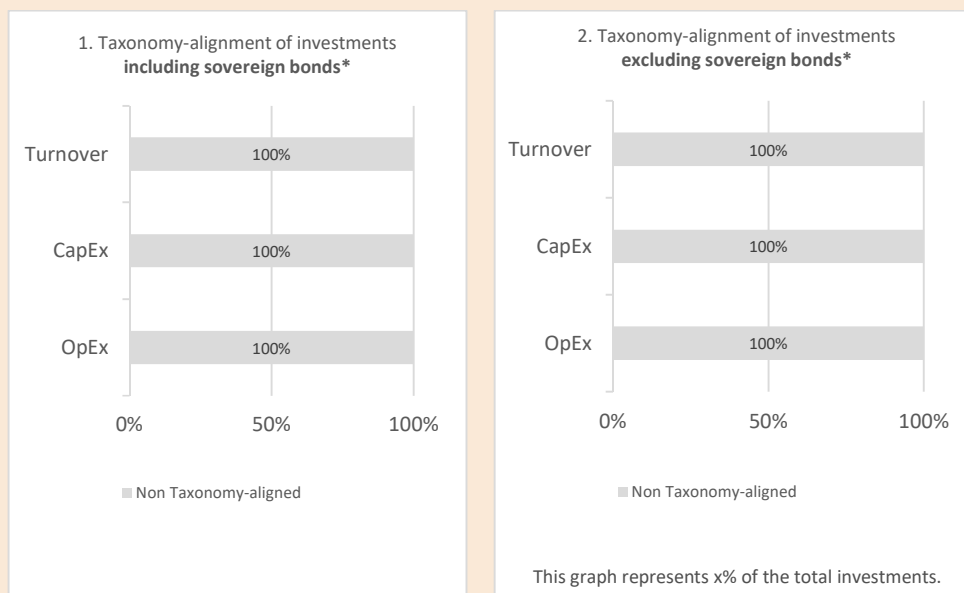 1. Taxonomy-alignment of investments
including sovereign bonds*
Turnover
100%
CapEx
100%
OpEx
100%
0%
50%
100%
Non Taxonomy-aligned
2. Taxonomy-alignment of investments
excluding sovereign bonds*
Turnover
100%
CapEx
100%
OpEx
100%
0%
50%
100%
Non Taxonomy-aligned
This graph represents x% of the total investments.